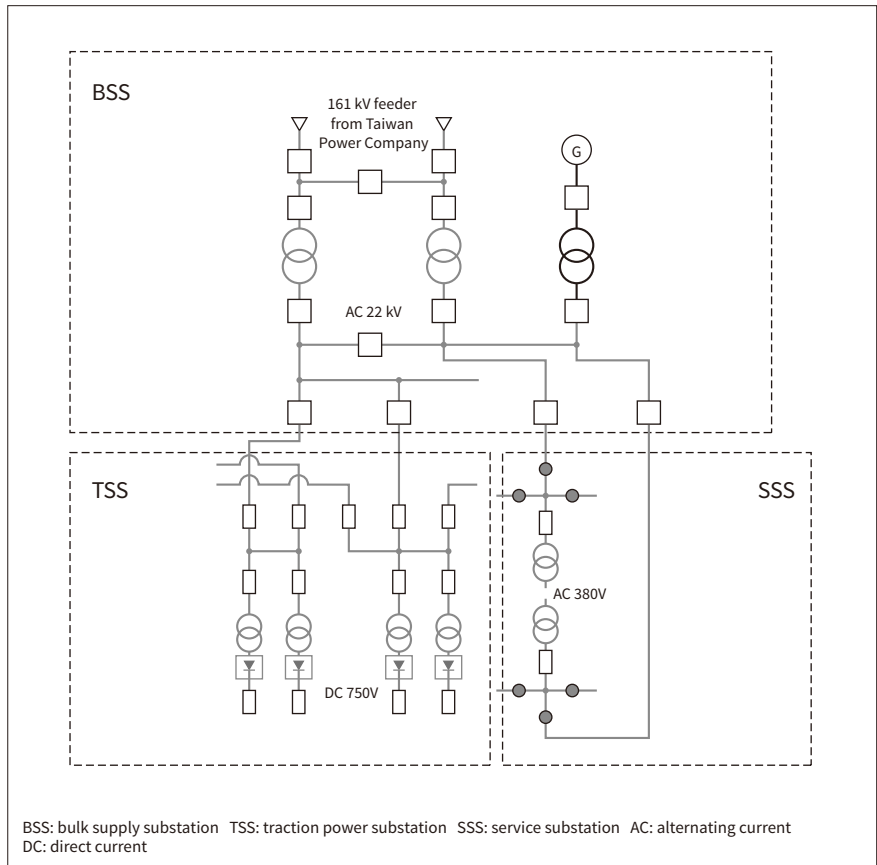 BSS
161 kV feeder
from Taiwan
Power Company
G
AC 22 kV
TSS
SSS
AC 380V
DC 750V
BSS: bulk supply substation TSS: traction power substation SSS: service substation AC: alternating current
DC: direct current